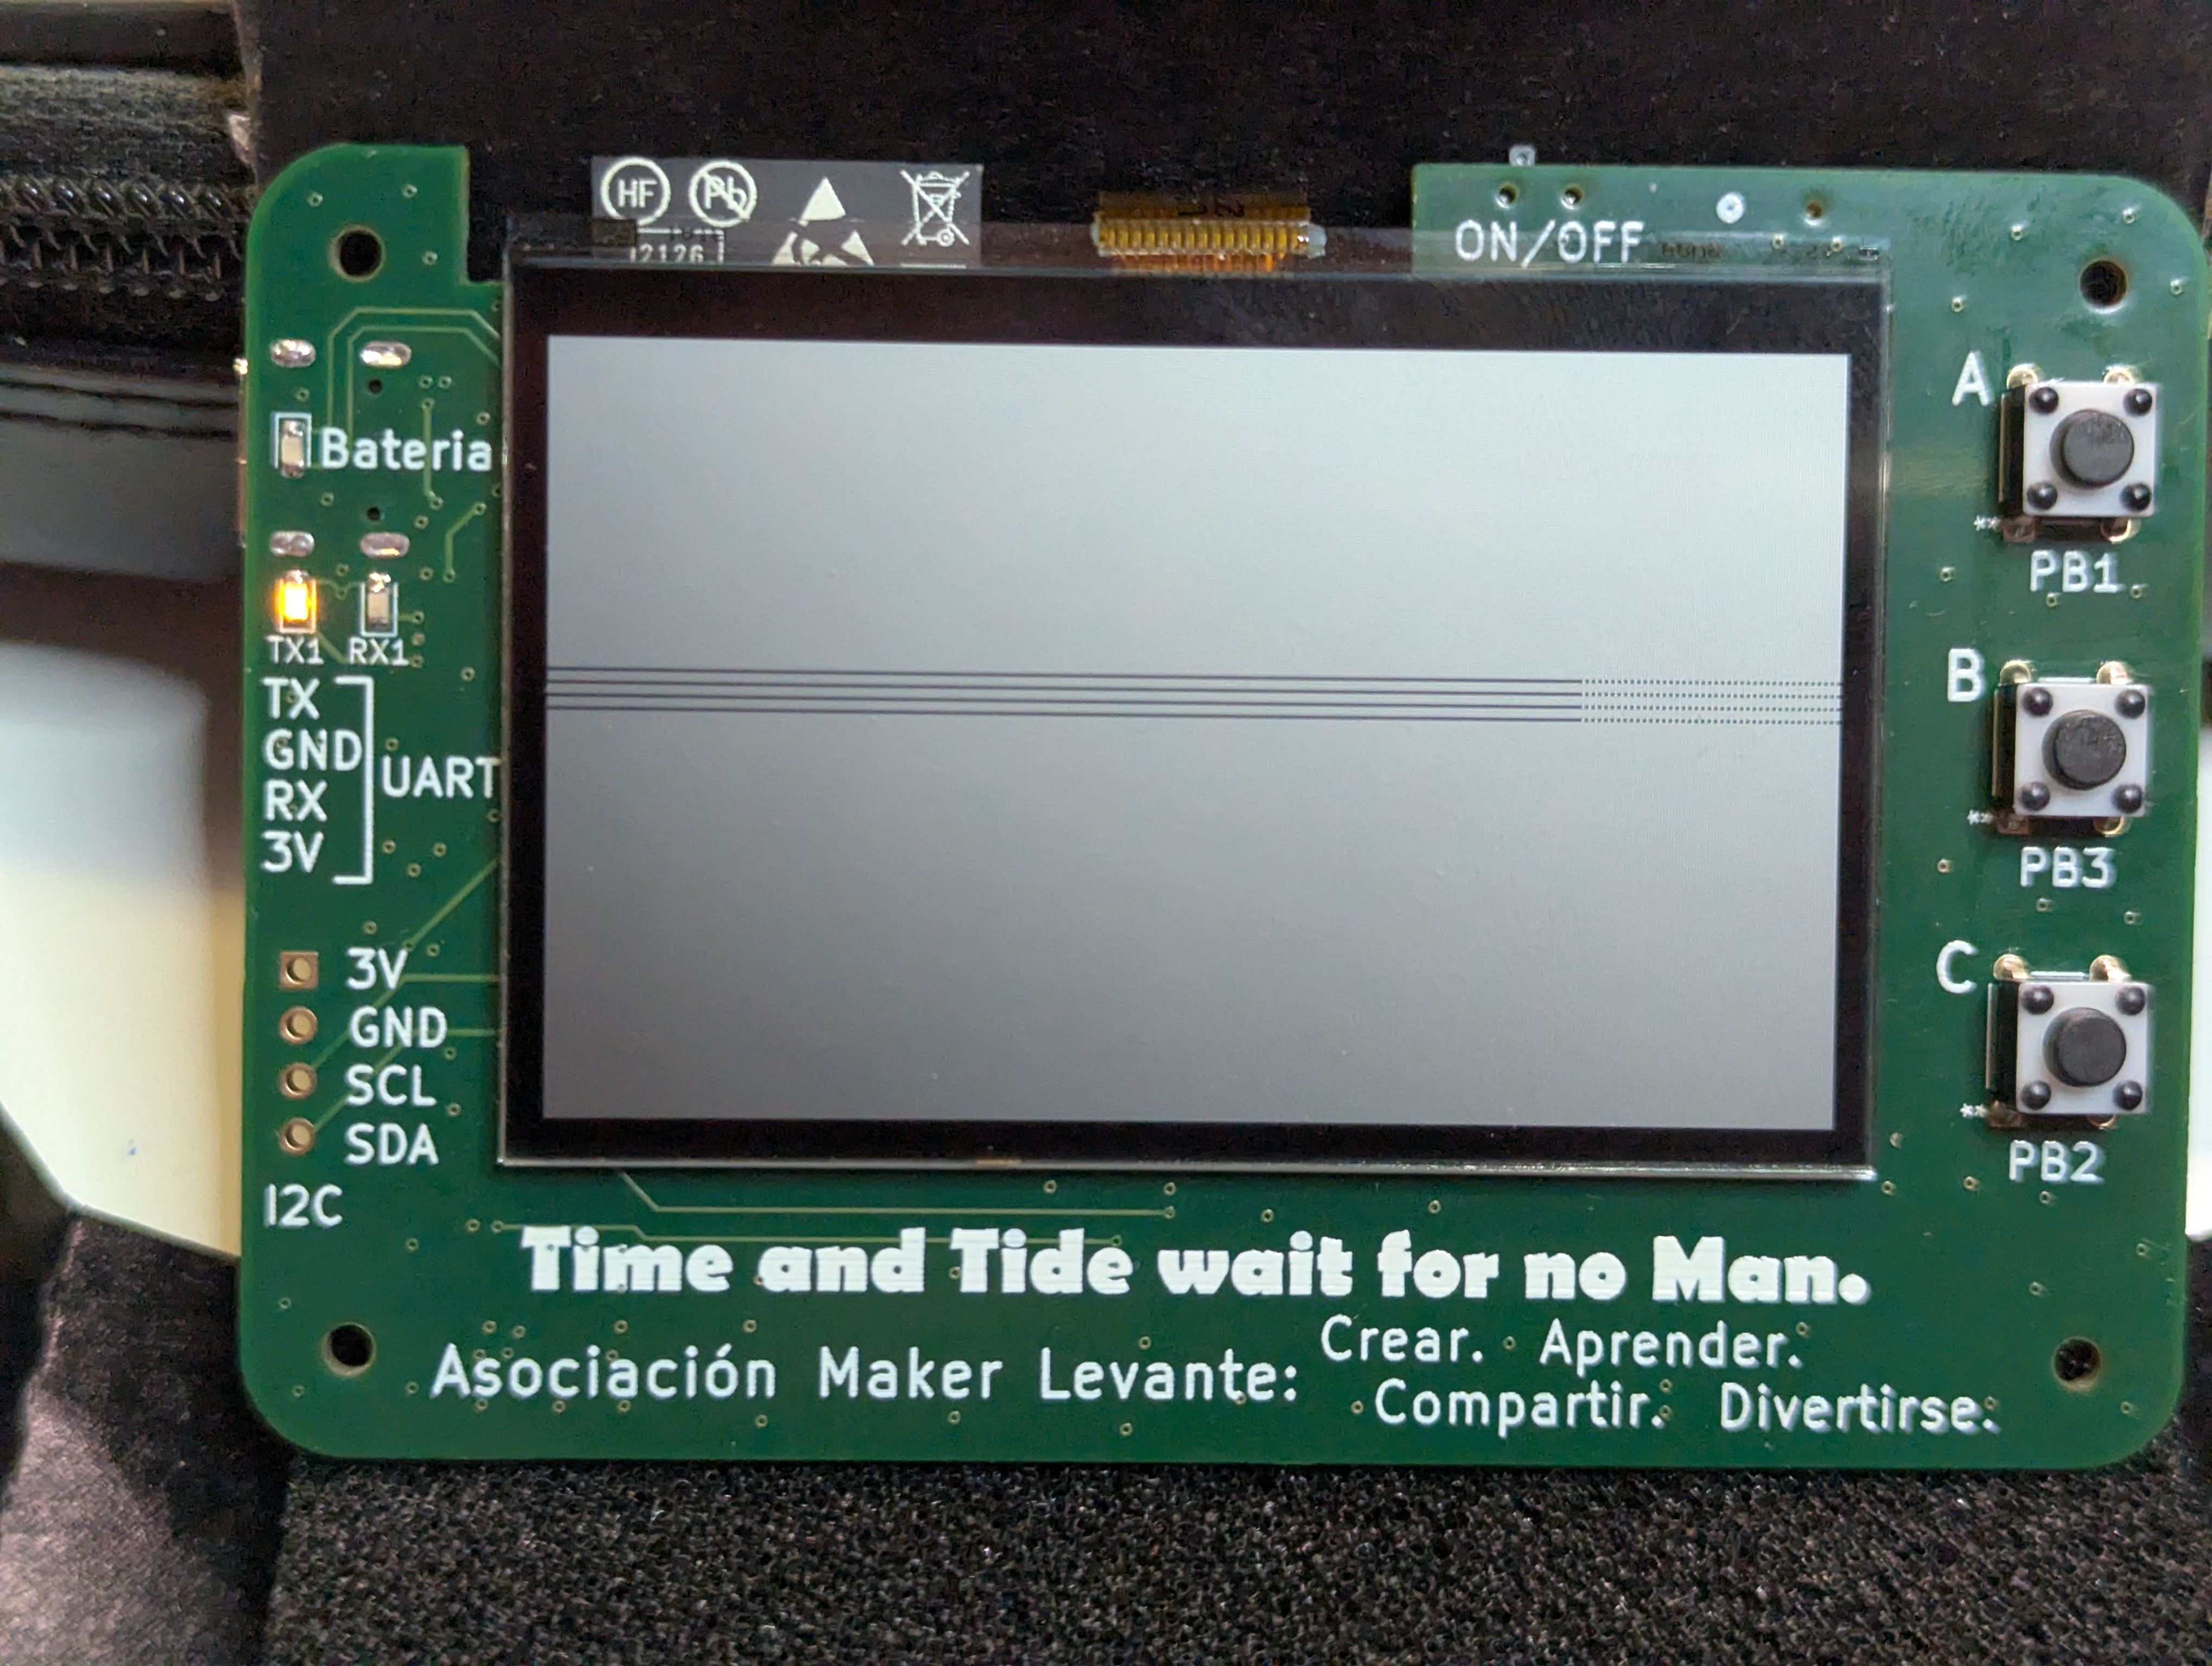 HF Pb
12126
ON/OFF
A
PB1
Bateria
TX1 RX1
TX
GND
RX
3V
UART
B
PB3
3V
GND
SCL
SDA
I2C
C
PB2
Time and Tide wait for no Man.
Asociación Maker Levante:
Crear. Aprender.
Compartir. Divertirse.